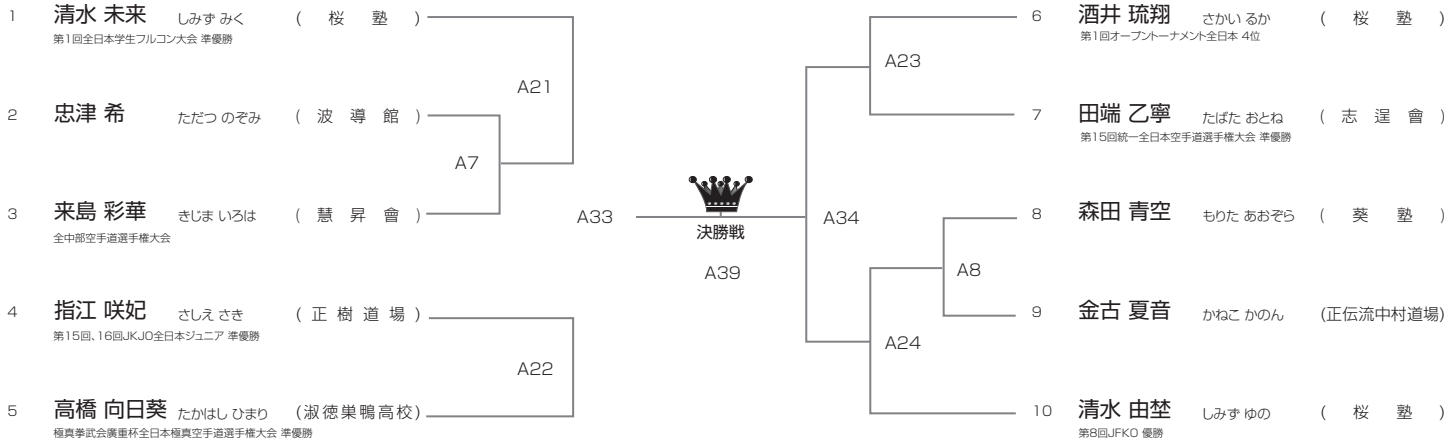 1 清水 未来 しみず みく ( 桜 塾 )
第1回全日本学生フルコン大会 準優勝
A21
2 忠津 希 ただつ のぞみ ( 波 導 館 )
A7
3 来島 彩華 きじま いろは ( 慧 昇 會 )
全中部空手道選手権大会
A33
4 指江 咲妃 さしえ さき ( 正 樹 道 場 )
第15回、16回JKJO全日本ジュニア 準優勝
A22
5 高橋 向日葵 たかはし ひまり (淑徳巣鴨高校)
極真拳武会廣重杯全日本極真空手道選手権大会 準優勝
決勝戦
A39
6 酒井 琉翔 さかい るか ( 桜 塾 )
第1回オープントーナメント全日本 4位
A23
7 田端 乙寧 たばた おとね ( 志 逞 會 )
第15回統一全日本空手道選手権大会 準優勝
A34
8 森田 青空 もりた あおぞら ( 葵 塾 )
A8
9 金古 夏音 かねこ かのん (正伝流中村道場)
A24
10 清水 由埜 しみず ゆの ( 桜 塾 )
第8回JFKO 優勝